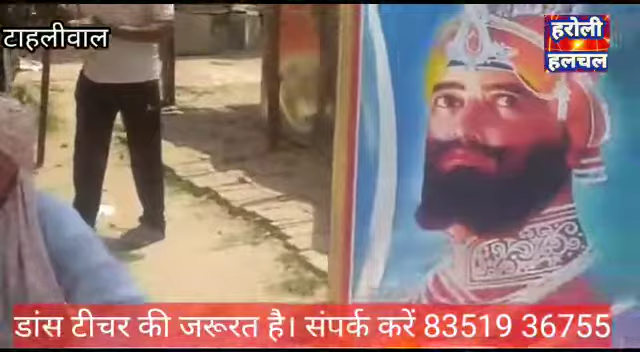 टाहलीवाल
हरोली
हलचल
डांस टीचर की जरूरत है। संपर्क करें 83519 36755